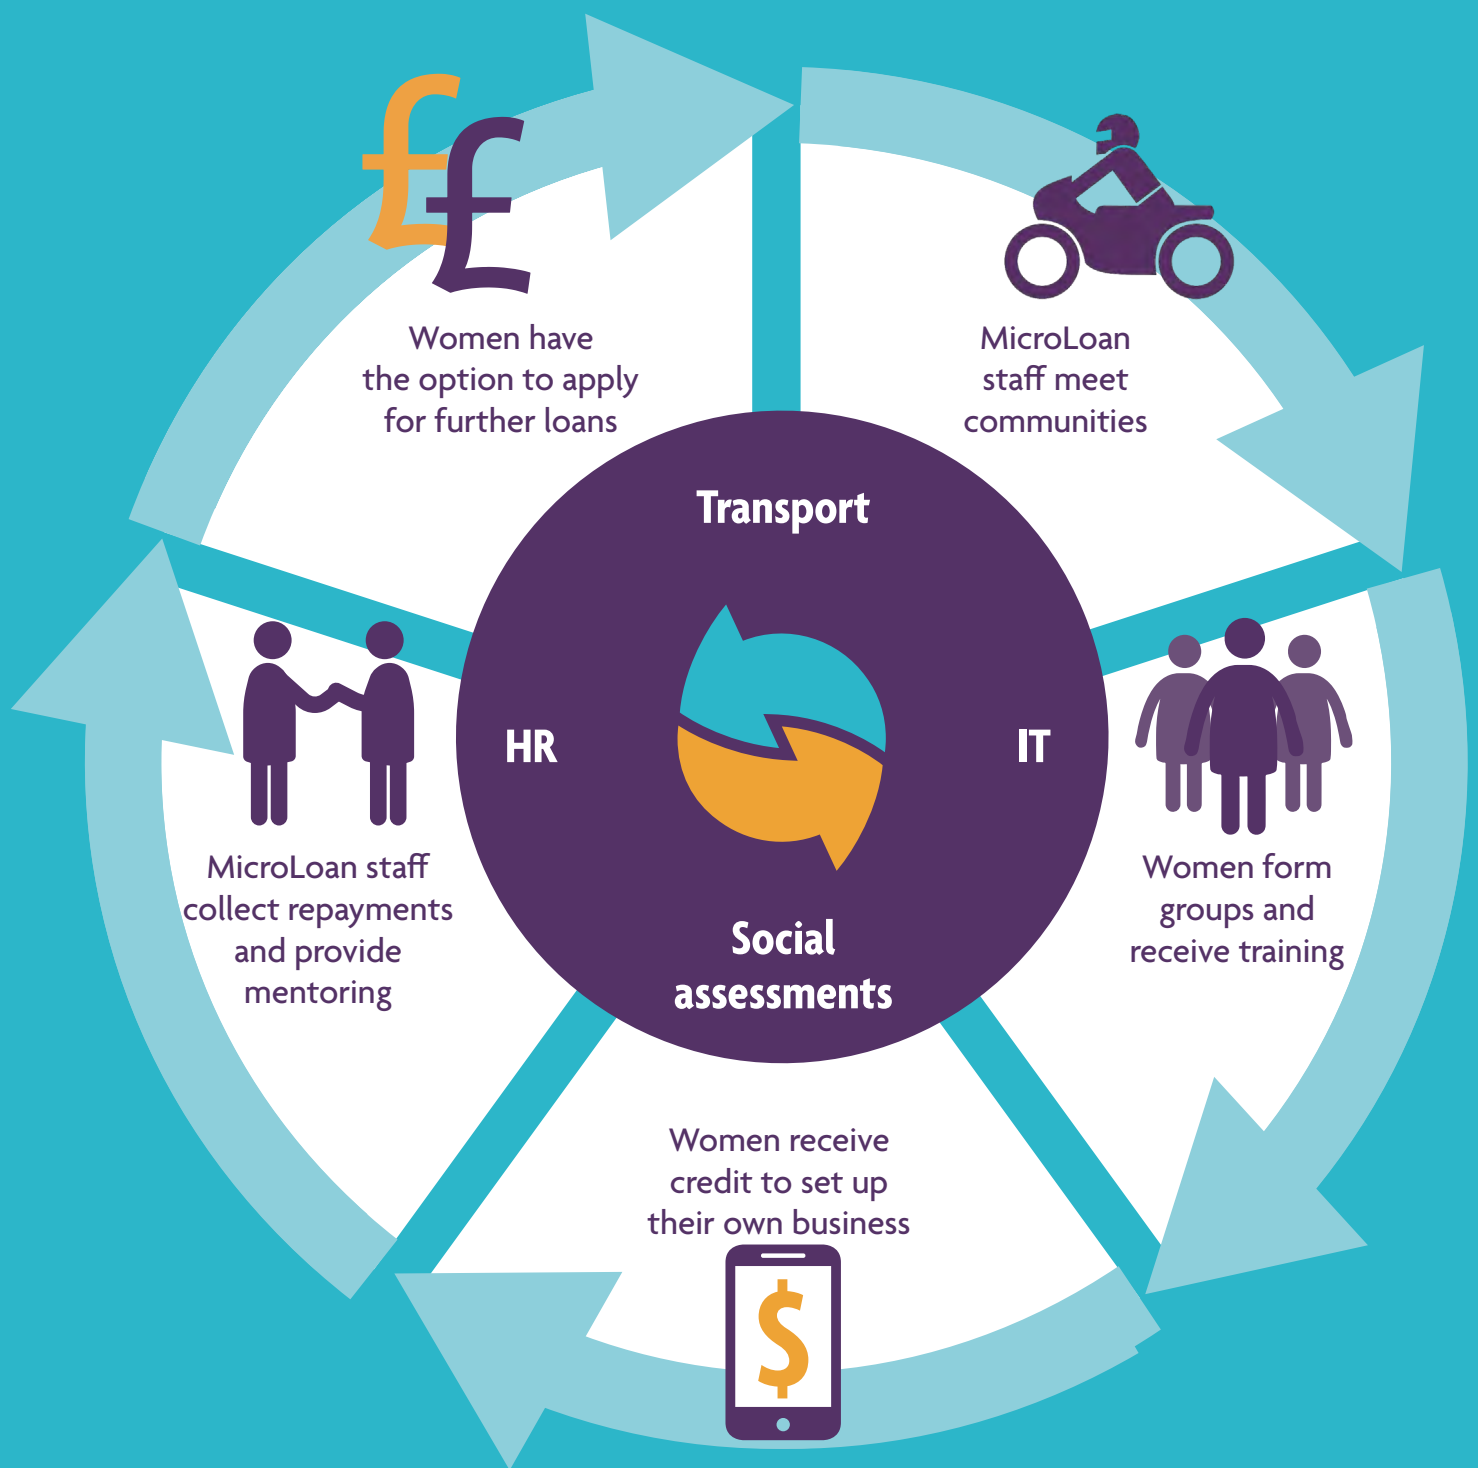 ££
Women have
the option to apply
for further loans
MicroLoan
staff meet
communities
Transport
HR
IT
Social
assessments
MicroLoan staff
collect repayments
and provide
mentoring
Women form
groups and
receive training
Women receive
credit to set up
their own business
$